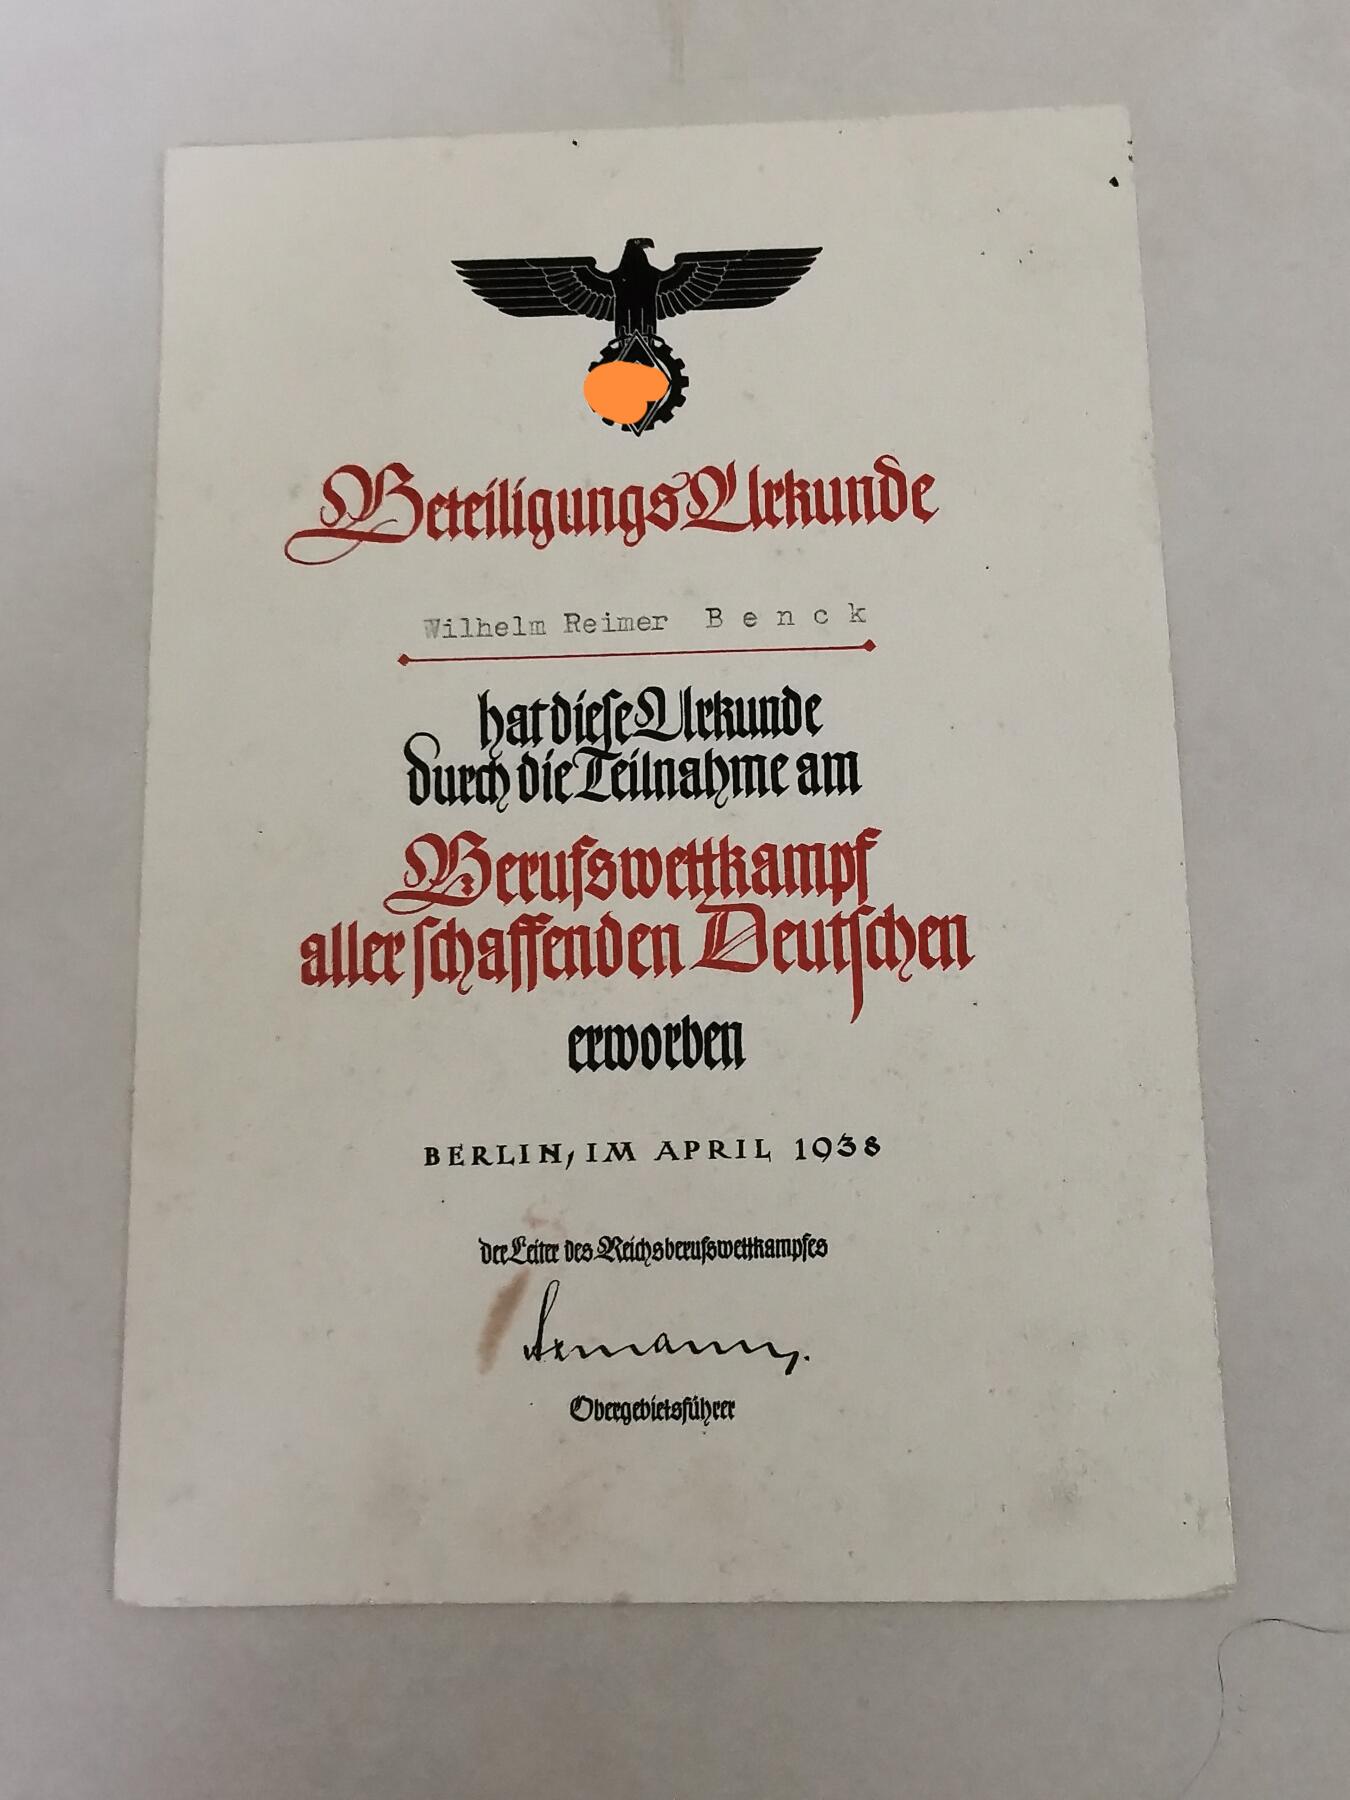 BeteiligungsUrkunde
Wilhelm Reimer B e n c k
hat diese Urkunde
durch die Teilnahme am
Berufswettkampf
aller schaffenden Deutschen
erworben
BERLIN, IM APRIL 1938
der Leiter des Reichsberufswettkampfes
Axmann.
Obergebietsführer